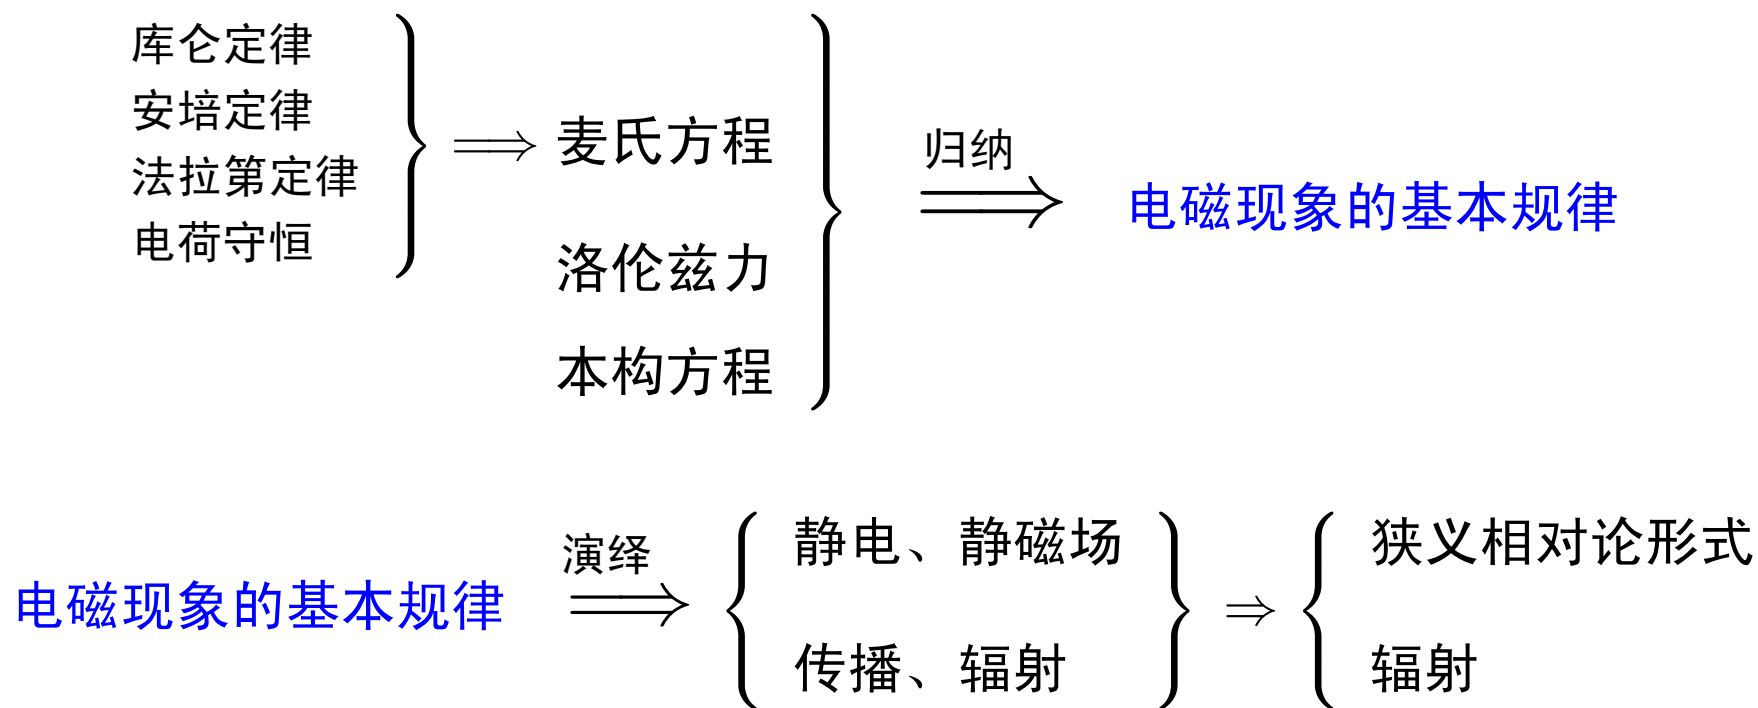 库仑定律
安培定律
法拉第定律
电荷守恒
⟹ 麦氏方程
洛伦兹力
本构方程
归纳
⟹
电磁现象的基本规律
电磁现象的基本规律
演绎
⟹
静电、静磁场
传播、辐射
⇒
狭义相对论形式
辐射